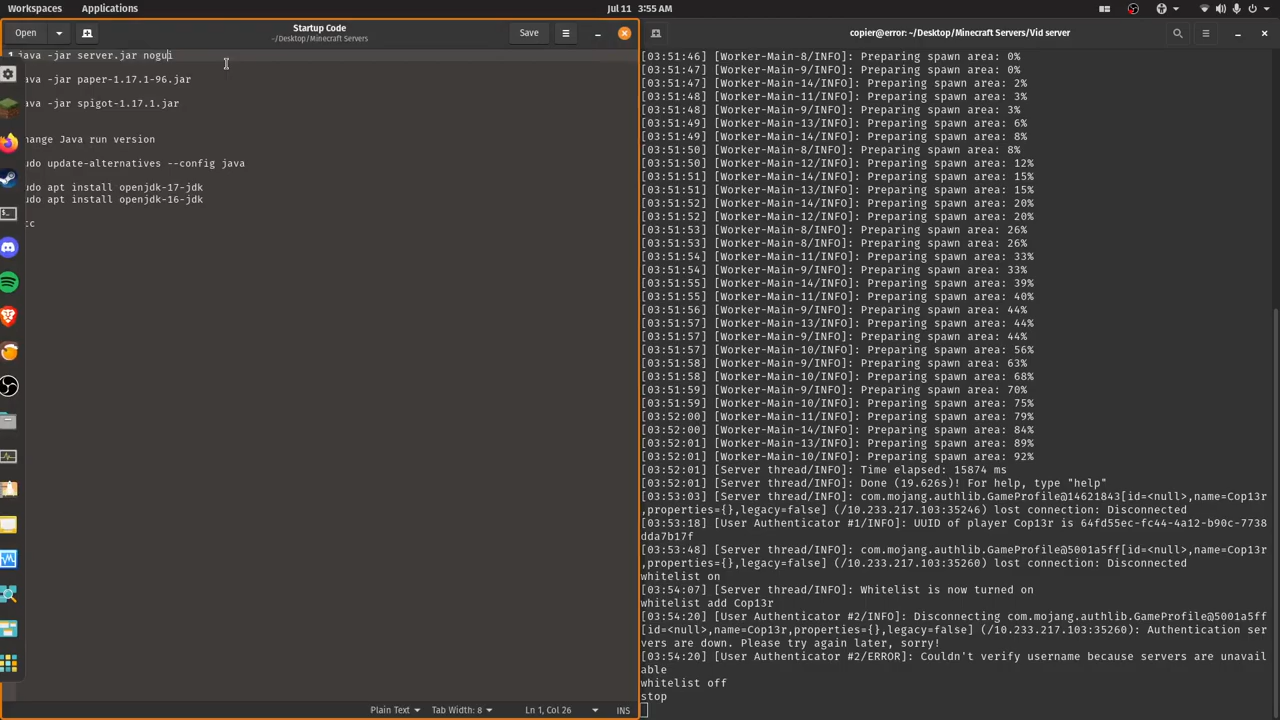 Workspaces
Applications
Jul 11
3:55 AM
Open
Startup Code
~/Desktop/Minecraft Server
Save
1 java -jar server.jar nogui
ava -jar paper-1.17.1-96.jar
ava -jar spigot-1.17.1.jar
hange Java run version
udo update-alternatives --config java
udo apt install openjdk-17-jdk
udo apt install openjdk-16-jdk
cc
Plain Text
Tab Width: 8
Ln 1, Col 26
INS
copier@error: ~/Desktop/Minecraft Servers/Vid server
[03:51:46] [Worker-Main-8/INFO]: Preparing spawn area: 0%
[03:51:47] [Worker-Main-9/INFO]: Preparing spawn area: 0%
[03:51:47] [Worker-Main-14/INFO]: Preparing spawn area: 2%
[03:51:48] [Worker-Main-11/INFO]: Preparing spawn area: 3%
[03:51:48] [Worker-Main-9/INFO]: Preparing spawn area: 3%
[03:51:49] [Worker-Main-13/INFO]: Preparing spawn area: 6%
[03:51:49] [Worker-Main-14/INFO]: Preparing spawn area: 8%
[03:51:50] [Worker-Main-8/INFO]: Preparing spawn area: 8%
[03:51:50] [Worker-Main-12/INFO]: Preparing spawn area: 12%
[03:51:51] [Worker-Main-14/INFO]: Preparing spawn area: 15%
[03:51:51] [Worker-Main-13/INFO]: Preparing spawn area: 15%
[03:51:52] [Worker-Main-14/INFO]: Preparing spawn area: 20%
[03:51:52] [Worker-Main-12/INFO]: Preparing spawn area: 20%
[03:51:53] [Worker-Main-8/INFO]: Preparing spawn area: 26%
[03:51:53] [Worker-Main-8/INFO]: Preparing spawn area: 26%
[03:51:54] [Worker-Main-11/INFO]: Preparing spawn area: 33%
[03:51:54] [Worker-Main-9/INFO]: Preparing spawn area: 33%
[03:51:55] [Worker-Main-14/INFO]: Preparing spawn area: 39%
[03:51:55] [Worker-Main-11/INFO]: Preparing spawn area: 40%
[03:51:56] [Worker-Main-9/INFO]: Preparing spawn area: 44%
[03:51:57] [Worker-Main-13/INFO]: Preparing spawn area: 44%
[03:51:57] [Worker-Main-9/INFO]: Preparing spawn area: 44%
[03:51:57] [Worker-Main-10/INFO]: Preparing spawn area: 56%
[03:51:58] [Worker-Main-9/INFO]: Preparing spawn area: 63%
[03:51:58] [Worker-Main-10/INFO]: Preparing spawn area: 68%
[03:51:59] [Worker-Main-9/INFO]: Preparing spawn area: 70%
[03:51:59] [Worker-Main-10/INFO]: Preparing spawn area: 75%
[03:52:00] [Worker-Main-11/INFO]: Preparing spawn area: 79%
[03:52:00] [Worker-Main-14/INFO]: Preparing spawn area: 84%
[03:52:01] [Worker-Main-13/INFO]: Preparing spawn area: 89%
[03:52:01] [Worker-Main-10/INFO]: Preparing spawn area: 92%
[03:52:01] [Server thread/INFO]: Time elapsed: 15874 ms
[03:52:01] [Server thread/INFO]: Done (19.626s)! For help, type "help"
[03:53:03] [Server thread/INFO]: com.mojang.authlib.GameProfile@14621843[id=<null>,name=Cop13r
,properties={},legacy=false] (/10.233.217.103:35246) lost connection: Disconnected
[03:53:18] [User Authenticator #1/INFO]: UUID of player Cop13r is 64fd55ec-fc44-4a12-b90c-7738
dda7b17f
[03:53:48] [Server thread/INFO]: com.mojang.authlib.GameProfile@5001a5ff[id=<null>,name=Cop13r
,properties={},legacy=false] (/10.233.217.103:35260) lost connection: Disconnected
whitelist on
[03:54:07] [Server thread/INFO]: Whitelist is now turned on
whitelist add Cop13r
[03:54:20] [User Authenticator #2/INFO]: Disconnecting com.mojang.authlib.GameProfile@5001a5ff
[id=<null>,name=Cop13r,properties={},legacy=false] (/10.233.217.103:35260): Authentication ser
vers are down. Please try again later, sorry!
[03:54:20] [User Authenticator #2/ERROR]: Couldn't verify username because servers are unavail
able
whitelist off
stop